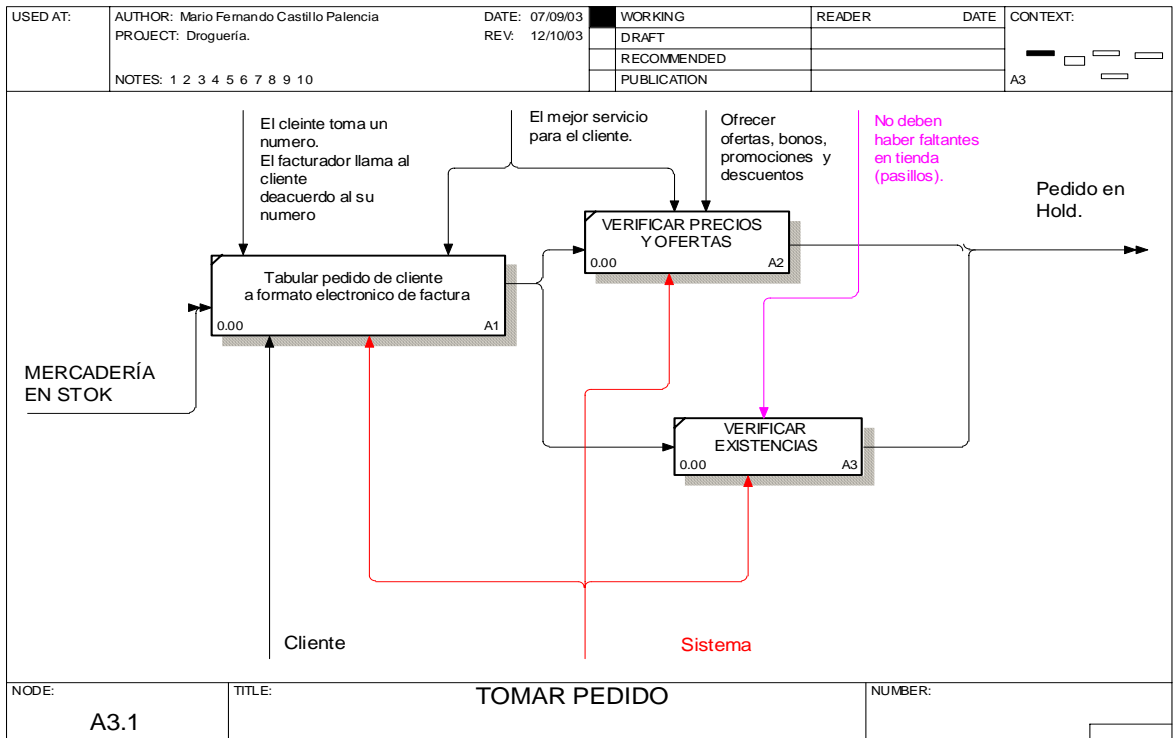 USED AT:
AUTHOR: Mario Fernando Castillo Palencia
DATE: 07/09/03
PROJECT: Droguería.
REV: 12/10/03
NOTES: 1 2 3 4 5 6 7 8 9 10
WORKING
DRAFT
RECOMMENDED
PUBLICATION
READER
DATE
CONTEXT:
A3
El cleinte toma un
numero.
El facturador llama al
cliente
deacuerdo al su
numero
El mejor servicio
para el cliente.
Ofrecer
ofertas, bonos,
promociones y
descuentos
No deben
haber faltantes
en tienda
(pasillos).
Pedido en
Hold.
VERIFICAR PRECIOS
Y OFERTAS
0.00
A2
Tabular pedido de cliente
a formato electronico de factura
0.00
A1
MERCADERÍA
EN STOK
VERIFICAR
EXISTENCIAS
0.00
A3
Cliente
Sistema
NODE:
A3.1
TITLE:
TOMAR PEDIDO
NUMBER: